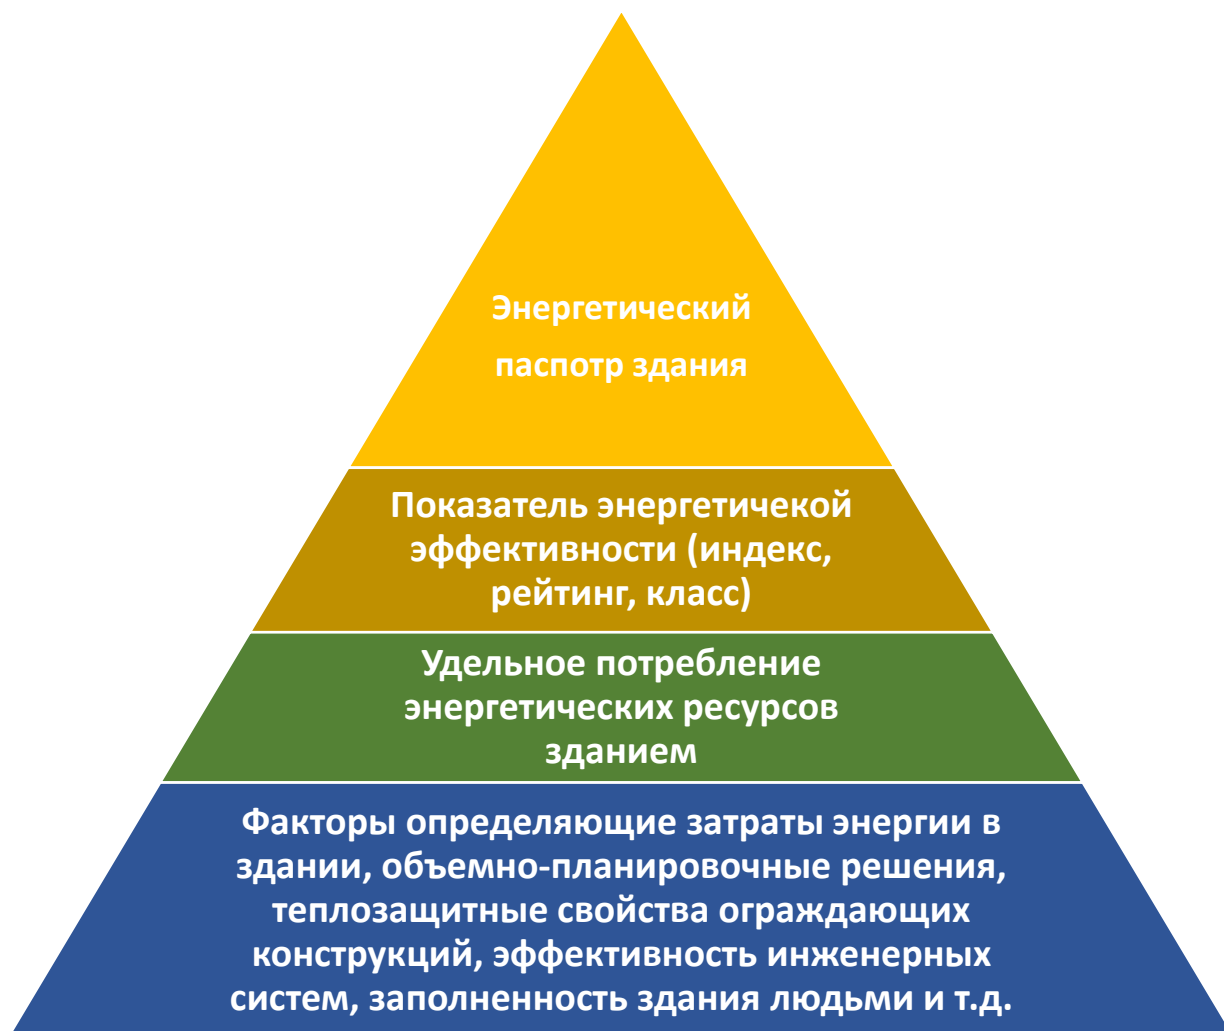 Энергетический
паспотр здания
Показатель энергетичекой
эффективности (индекс,
рейтинг, класс)
Удельное потребление
энергетических ресурсов
зданием
Факторы определяющие затраты энергии в
здании, объемно-планировочные решения,
теплозащитные свойства ограждающих
конструкций, эффективность инженерных
систем, заполненность здания людьми и т.д.